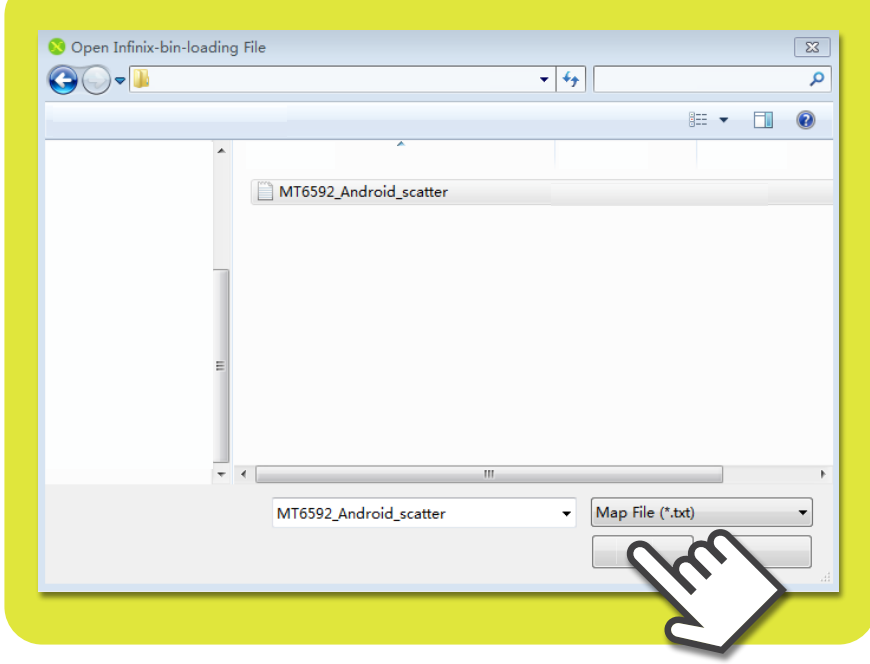 Open Infinix-bin-loading File
MT6592_Android_scatter
MT6592_Android_scatter
Map File (*.txt)